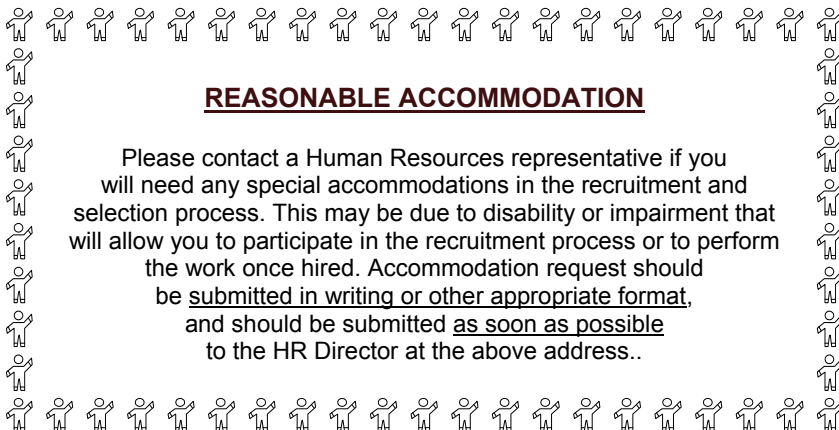 REASONABLE ACCOMMODATION
Please contact a Human Resources representative if you
will need any special accommodations in the recruitment and
selection process. This may be due to disability or impairment that
will allow you to participate in the recruitment process or to perform
the work once hired. Accommodation request should
be submitted in writing or other appropriate format,
and should be submitted as soon as possible
to the HR Director at the above address..